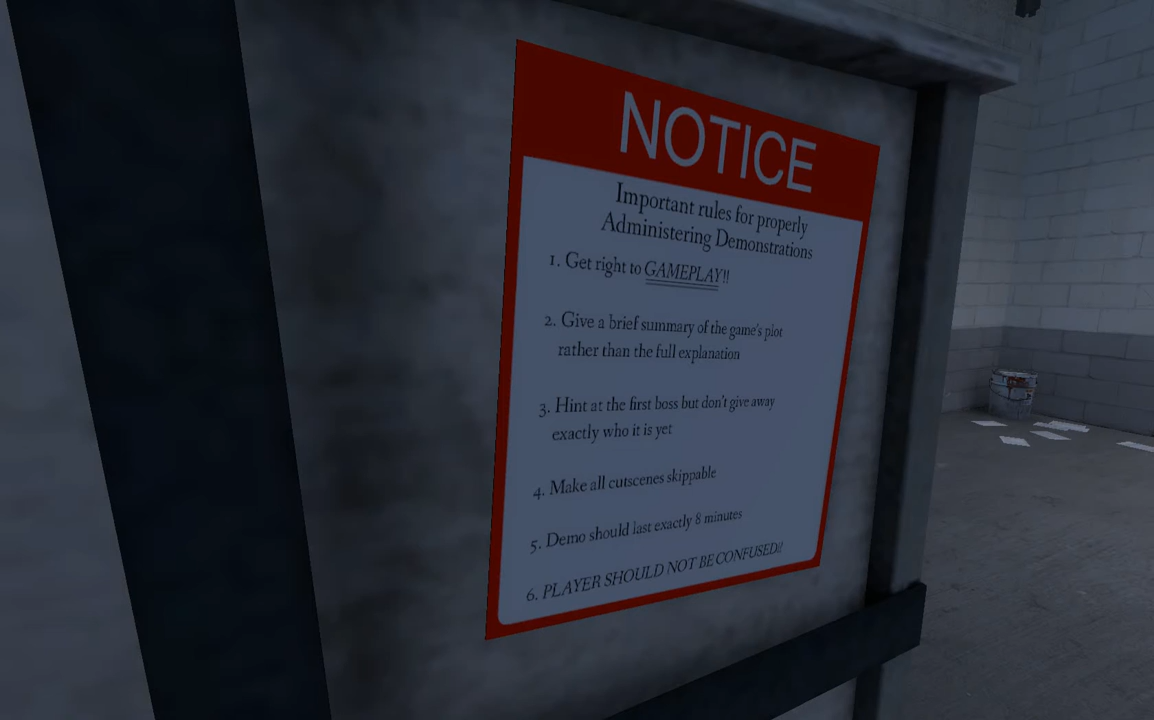 NOTICE
Important rules for properly
Administering Demonstrations
1. Get right to GAMEPLAY!!
2. Give a brief summary of the game's plot
rather than the full explanation
3. Hint at the first boss but don't give away
exactly who it is yet
4. Make all cutscenes skippable
5. Demo should last exactly 8 minutes
6. PLAYER SHOULD NOT BE CONFUSED!!